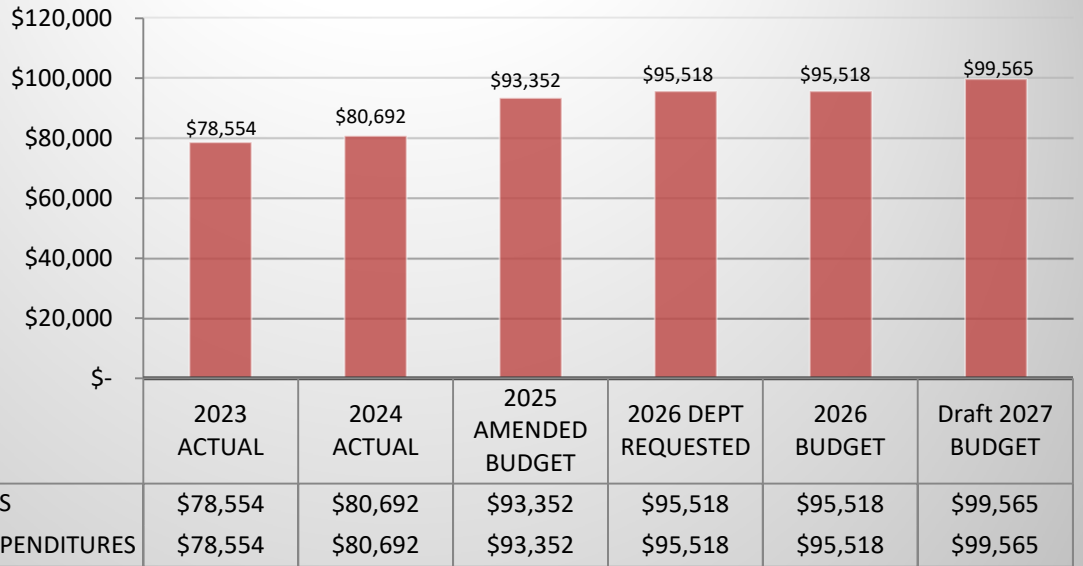 $120,000
$100,000
$80,000
$60,000
$40,000
$20,000
$-
$78,554
$80,692
$93,352
$95,518
$95,518
$99,565
2023 ACTUAL
2024 ACTUAL
2025 AMENDED BUDGET
2026 DEPT REQUESTED
2026 BUDGET
Draft 2027 BUDGET
S $78,554 $80,692 $93,352 $95,518 $95,518 $99,565
PENDITURES $78,554 $80,692 $93,352 $95,518 $95,518 $99,565